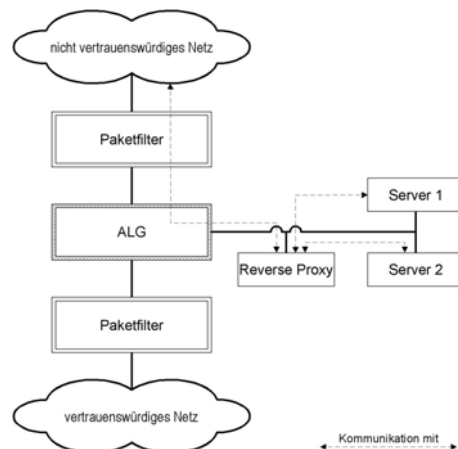 nicht vertrauenswürdiges Netz
Paketfilter
ALG
Server 1
Reverse Proxy
Server 2
Paketfilter
vertrauenswürdiges Netz
Kommunikation mit